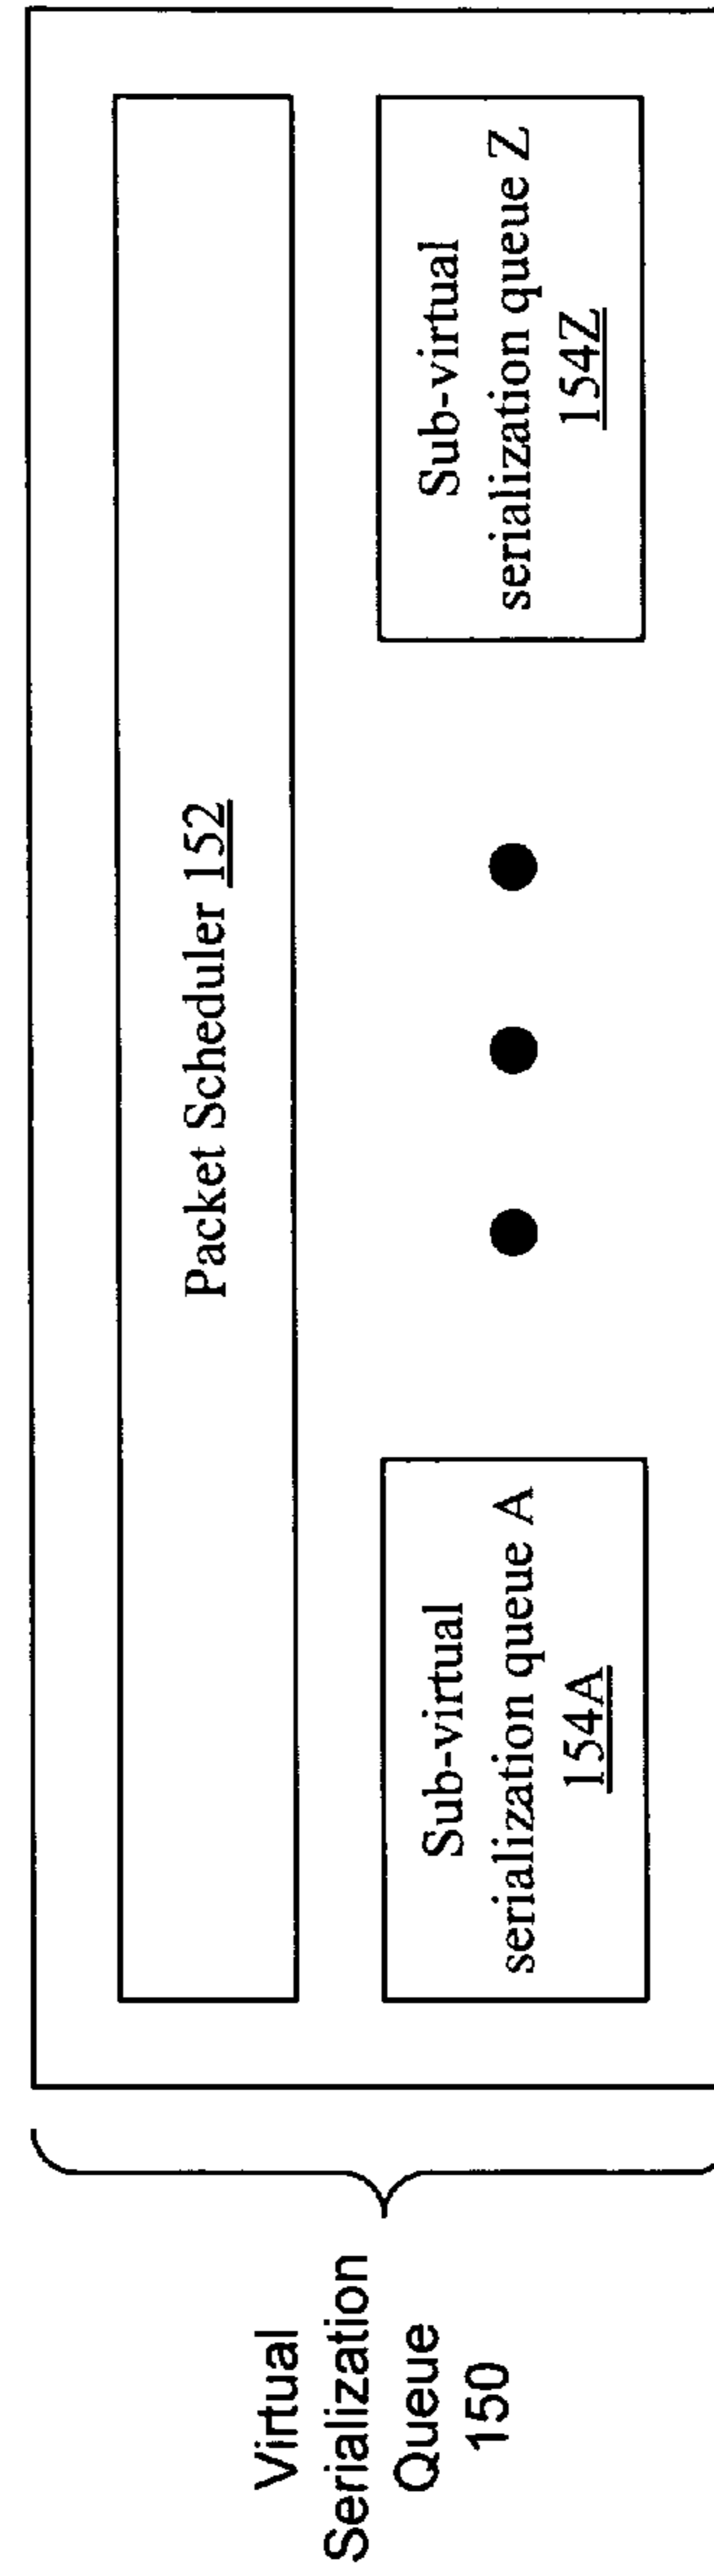 Virtual
Serialization
Queue
150
Packet Scheduler 152
Sub-virtual
serialization queue A
154A
Sub-virtual
serialization queue Z
154Z